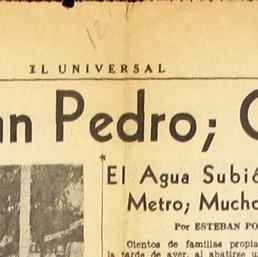 12
EL UNIVERSAL
an Pedro; C
* El Agua Subió
Metro; Mucho
Por ESTEBAN PO
Cientos de familias propia
la tarde de ayer, al abatirse u